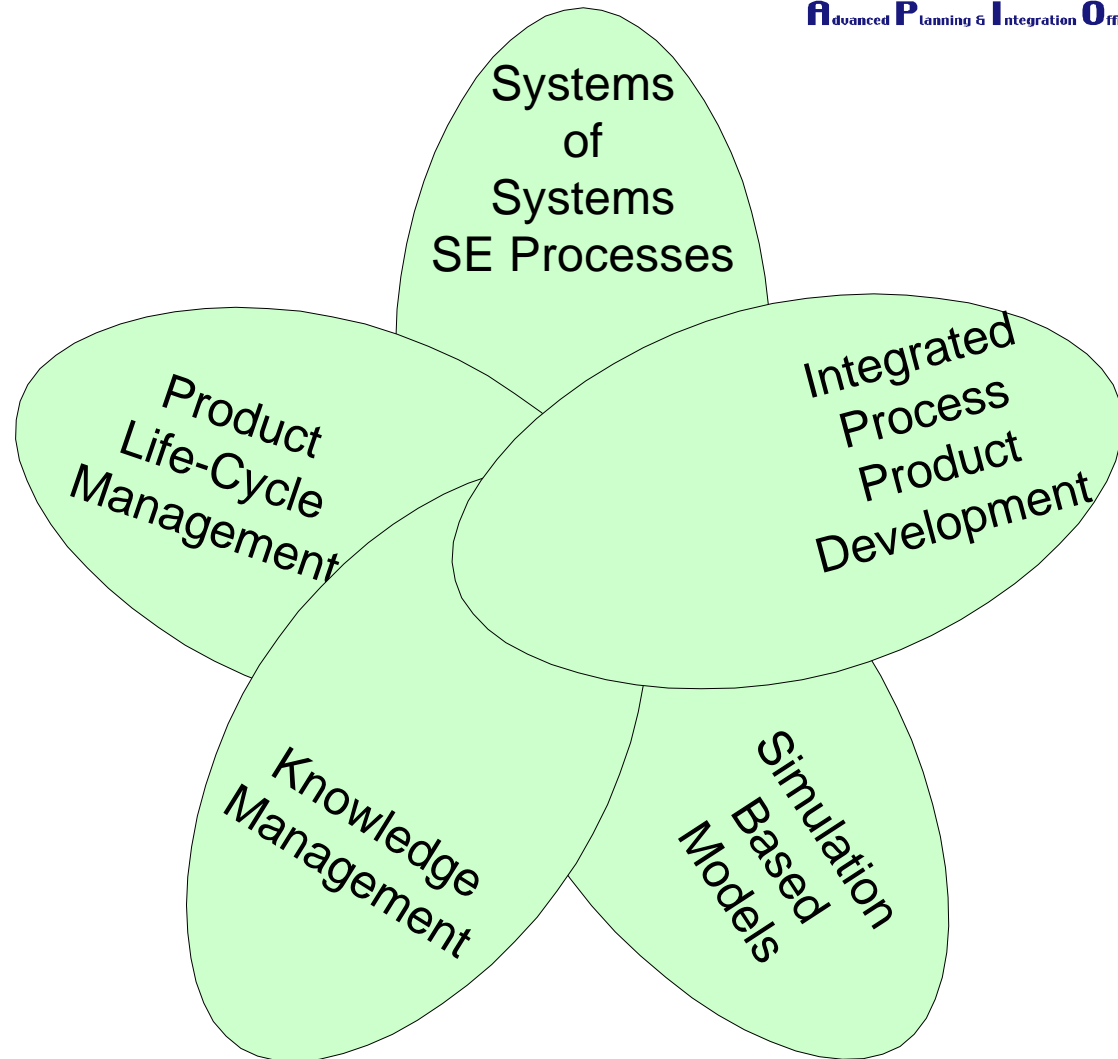 Advanced Planning & Integration Offi
Systems
of
Systems
SE Processes
Integrated
Process
Product
Development
Product
Life-Cycle
Management
Knowledge
Management
Simulation
Based
Models